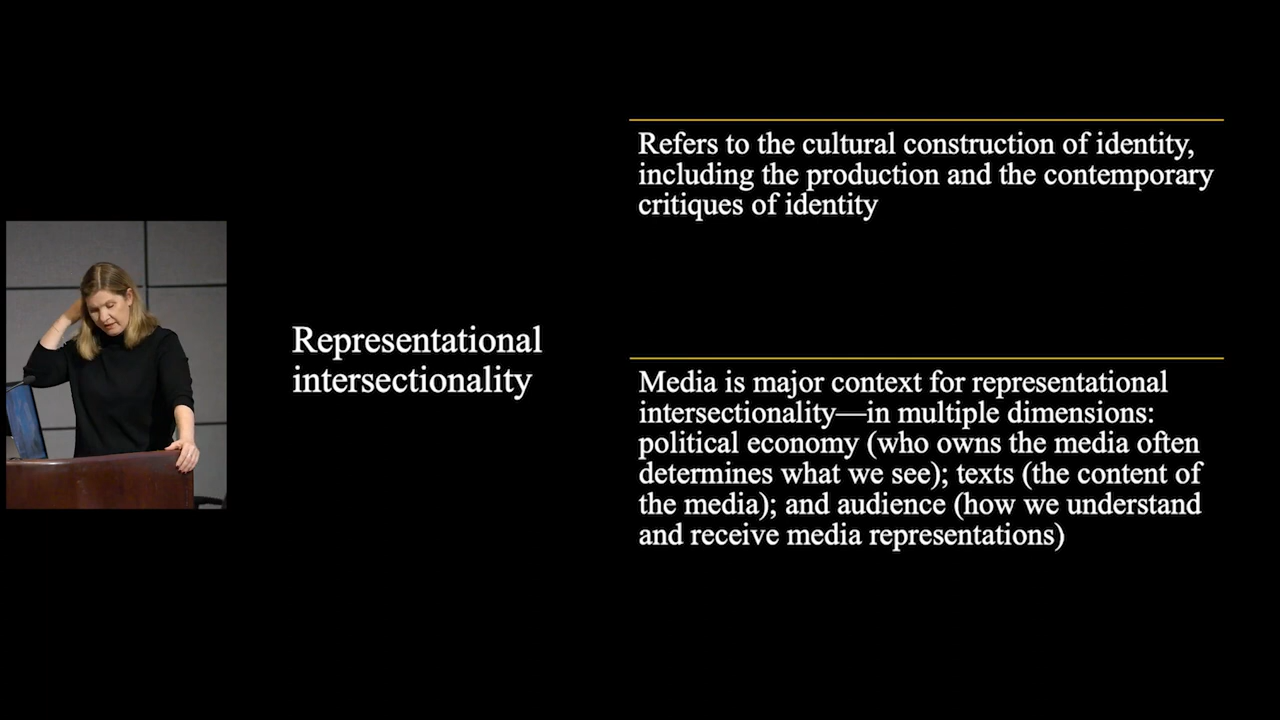 Representational
intersectionality
Refers to the cultural construction of identity,
including the production and the contemporary
critiques of identity
Media is major context for representational
intersectionality—in multiple dimensions:
political economy (who owns the media often
determines what we see); texts (the content of
the media); and audience (how we understand
and receive media representations)